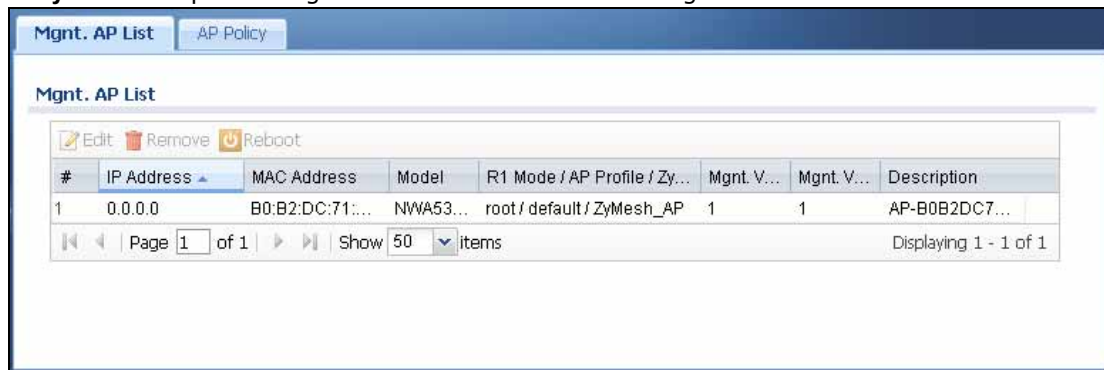 Mgnt. AP List AP Policy
Mgnt. AP List
Edit Remove Reboot
# IP Address MAC Address Model R1 Mode / AP Profile / Zy... Mgnt. V... Mgnt. V... Description
1 0.0.0.0 B0:B2:DC:71:... NWA53... root / default / ZyMesh_AP 1 1 AP-B0B2DC7...
Page 1 of 1 Show 50 items Displaying 1 - 1 of 1